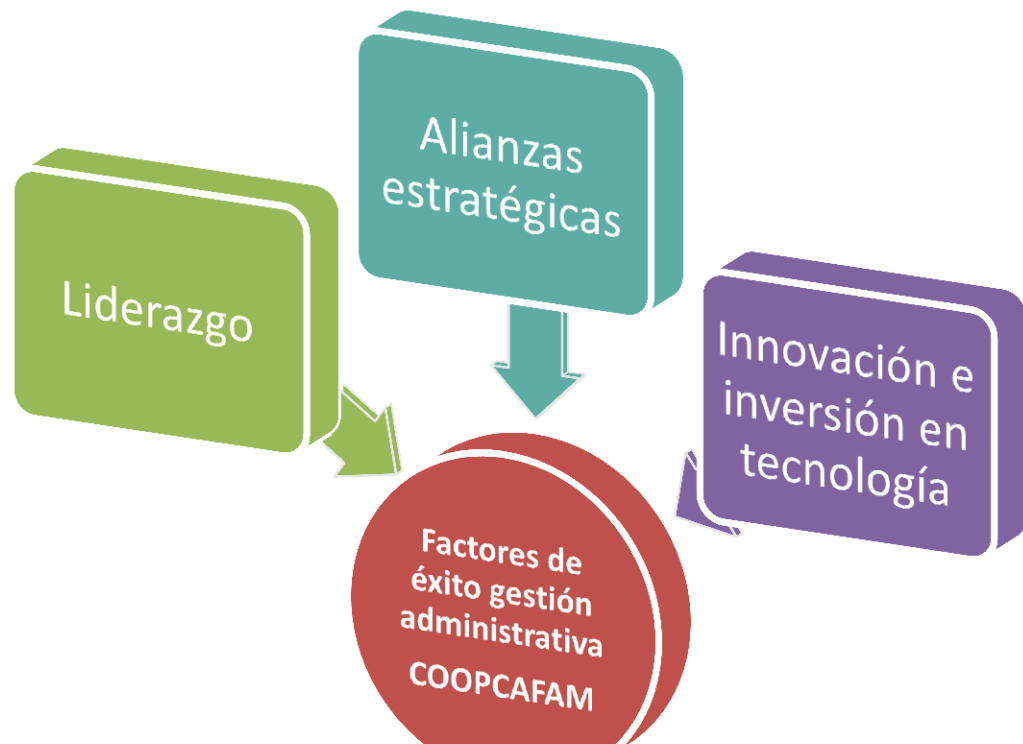 Alianzas
estratégicas
Liderazgo
Innovación e
inversión en
tecnología
Factores de
éxito gestión
administrativa
COOPCAFAM